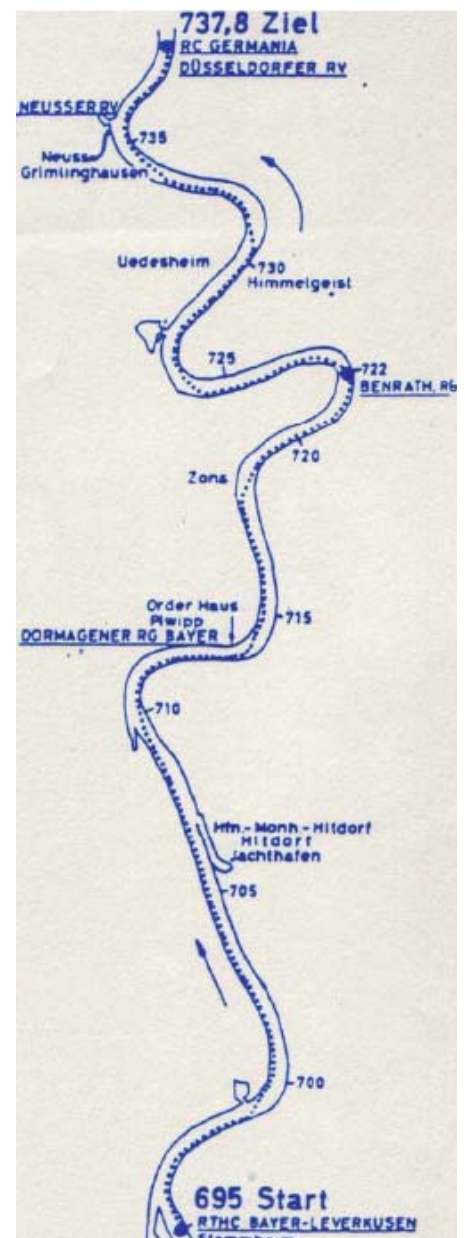 737,8 Ziel
RC GERMANIA
DÜSSELDORFER RV
NEUSSER RV
735
Neuss
Grimlinghausen
Uedesheim
730
Himmelgeist
725
722
BENRATH. RG
720
Zons
715
Order Haus
Piwipp
DORMAGENER RG BAYER
710
Hfn.-Monh-Hitdorf
Hitdorf
Jachthafen
705
700
695 Start
RTHC BAYER-LEVERKUSEN